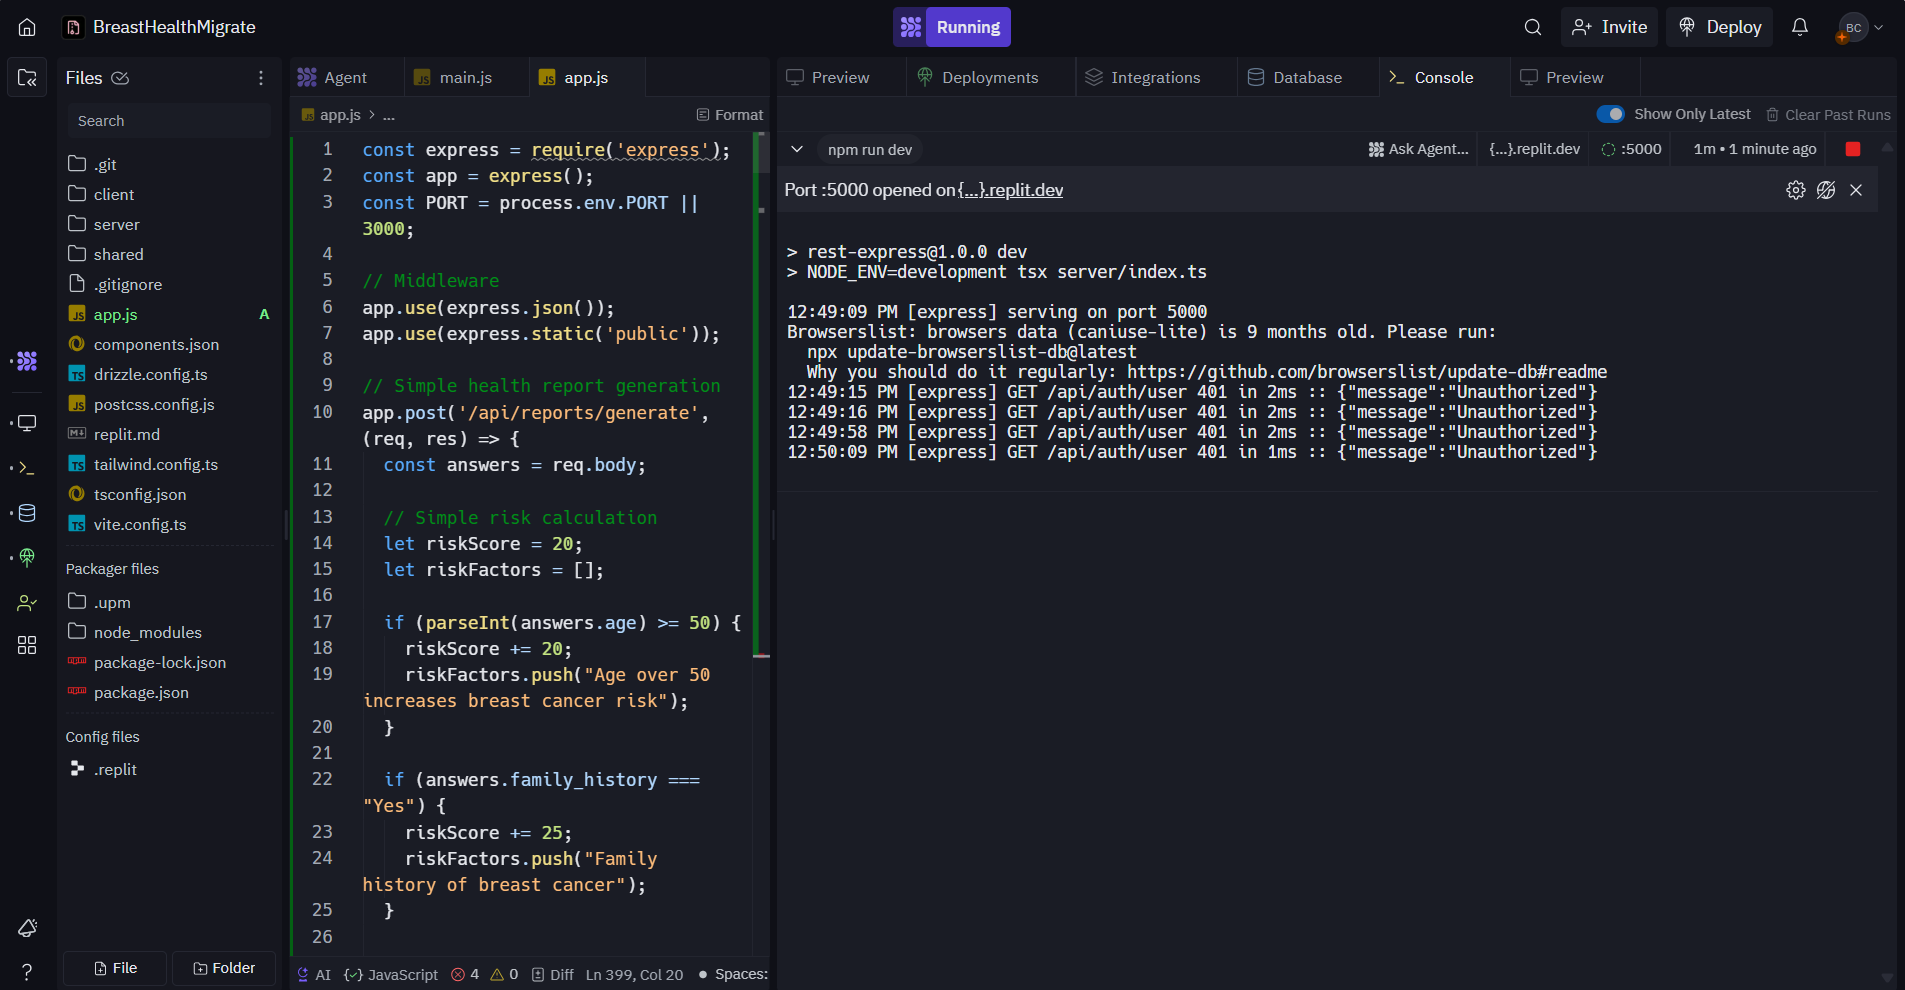 BreastHealthMigrate
Running
Invite
Deploy
BC
Files
Search
.git
client
server
shared
.gitignore
JS app.js A
components.json
TS drizzle.config.ts
JS postcss.config.js
M↓ replit.md
TS tailwind.config.ts
tsconfig.json
TS vite.config.ts
Packager files
.upm
node_modules
npm package-lock.json
npm package.json
Config files
.replit
File
Folder
Agent
JS main.js
JS app.js
JS app.js > ...
Format
1 const express = require('express');
2 const app = express();
3 const PORT = process.env.PORT ||
3000;
4
5 // Middleware
6 app.use(express.json());
7 app.use(express.static('public'));
8
9 // Simple health report generation
10 app.post('/api/reports/generate',
(req, res) => {
11 const answers = req.body;
12
13 // Simple risk calculation
14 let riskScore = 20;
15 let riskFactors = [];
16
17 if (parseInt(answers.age) >= 50) {
18 riskScore += 20;
19 riskFactors.push("Age over 50
increases breast cancer risk");
20 }
21
22 if (answers.family_history ===
"Yes") {
23 riskScore += 25;
24 riskFactors.push("Family
history of breast cancer");
25 }
26
AI {✓} JavaScript 4 0 Diff Ln 399, Col 20 • Spaces:
Preview
Deployments
Integrations
Database
Console
Preview
Show Only Latest
Clear Past Runs
npm run dev
Ask Agent...
{...}.replit.dev
:5000
1m • 1 minute ago
Port :5000 opened on {...}.replit.dev
> rest-express@1.0.0 dev
> NODE_ENV=development tsx server/index.ts
12:49:09 PM [express] serving on port 5000
Browserslist: browsers data (caniuse-lite) is 9 months old. Please run:
npx update-browserslist-db@latest
Why you should do it regularly: https://github.com/browserslist/update-db#readme
12:49:15 PM [express] GET /api/auth/user 401 in 2ms :: {"message":"Unauthorized"}
12:49:16 PM [express] GET /api/auth/user 401 in 2ms :: {"message":"Unauthorized"}
12:49:58 PM [express] GET /api/auth/user 401 in 2ms :: {"message":"Unauthorized"}
12:50:09 PM [express] GET /api/auth/user 401 in 1ms :: {"message":"Unauthorized"}